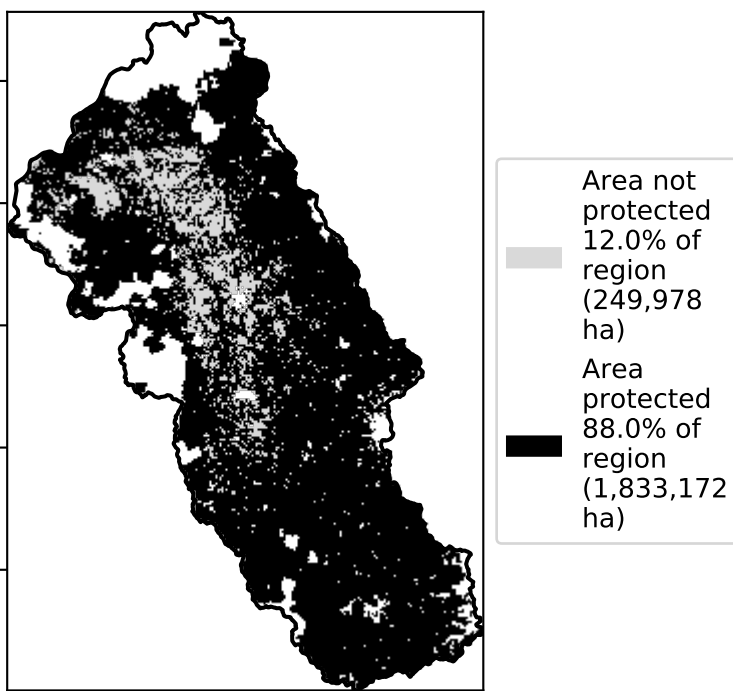 Area not
protected
12.0% of
region
(249,978
ha)
Area
protected
88.0% of
region
(1,833,172
ha)